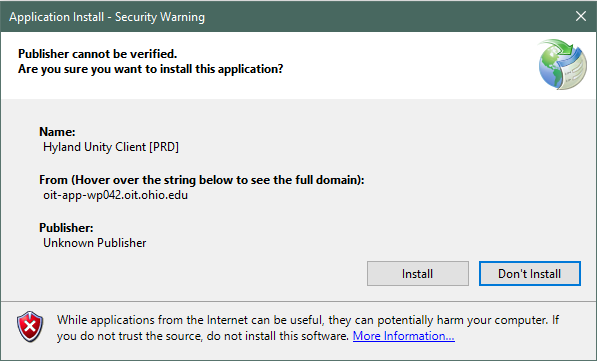 Application Install - Security Warning
Publisher cannot be verified.
Are you sure you want to install this application?
Name:
Hyland Unity Client [PRD]
From (Hover over the string below to see the full domain):
oit-app-wp042.oit.ohio.edu
Publisher:
Unknown Publisher
Install
Don't Install
While applications from the Internet can be useful, they can potentially harm your computer. If
you do not trust the source, do not install this software. More Information...